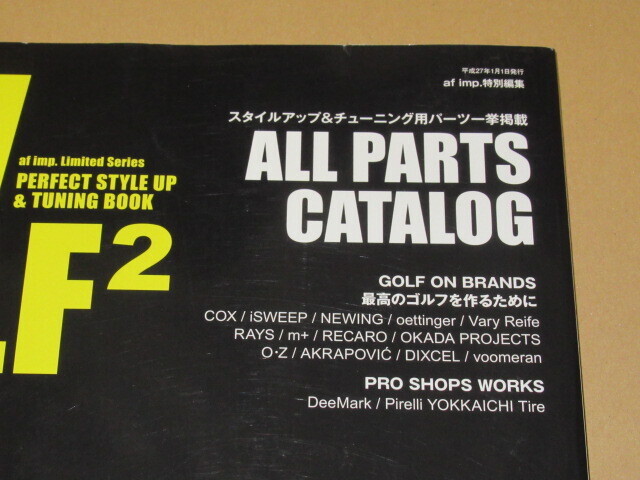 平成27年1月1日発行
af imp.特別編集
スタイルアップ&チューニング用パーツ一挙掲載
ALL PARTS
CATALOG
af imp. Limited Series
PERFECT STYLE UP
& TUNING BOOK
LF²
GOLF ON BRANDS
最高のゴルフを作るために
COX / iSWEEP / NEWING / oettinger / Vary Reife
RAYS / m+ / RECARO / OKADA PROJECTS
O・Z / AKRAPOVIĆ / DIXCEL / voomeran
PRO SHOPS WORKS
DeeMark / Pirelli YOKKAICHI Tire